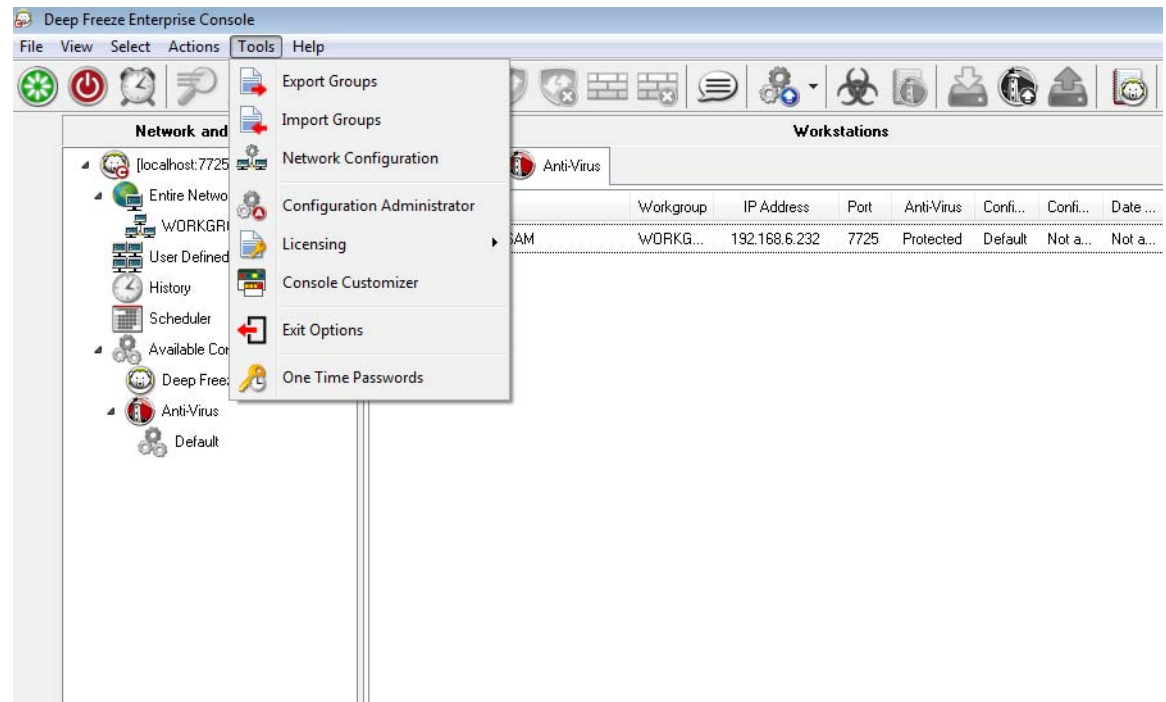 Deep Freeze Enterprise Console
File View Select Actions Tools Help
Export Groups
Import Groups
Network Configuration
Configuration Administrator
Licensing
Console Customizer
Exit Options
One Time Passwords
Network and
Workstations
[localhost:7725
Anti-Virus
Entire Netwo
Workgroup IP Address Port Anti-Virus Confi... Confi... Date ...
WORKG... 192.168.6.232 7725 Protected Default Not a... Not a...
User Defined
History
Scheduler
Available Cor
Deep Free
Anti-Virus
Default